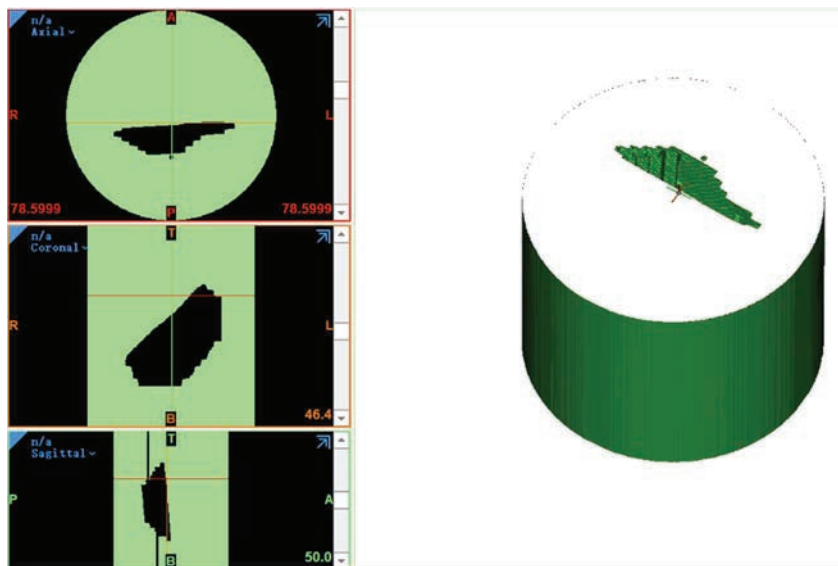 n/a
Axial
A
R
L
78.5999
P
78.5999
n/a
Coronal
T
R
L
B
46.4
n/a
Sagittal
T
P
A
B
50.0